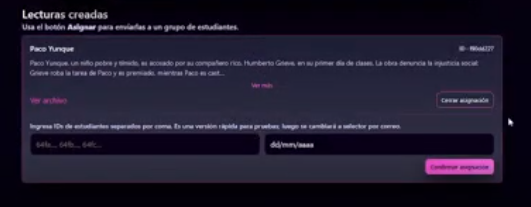 Lecturas creadas
Usa el botón Asignar para enviarlas a un grupo de estudiantes.
Paco Yunque
Paco Yunque, un niño pobre y tímido, es acosado por su compañero rico, Humberto Grieve, en su primer día de clases. La obra denuncia la injusticia social:
Grieve roba la tarea de Paco y es premiado, mientras Paco es cast...
Ver más
Ver archivo
Cerrar asignación
Ingresa IDs de estudiantes separados por coma. Es una versión rápida para pruebas; luego se cambiará a selector por correo.
64fa..., 64fb..., 64fc...
dd/mm/aaaa
Confirmar asignación